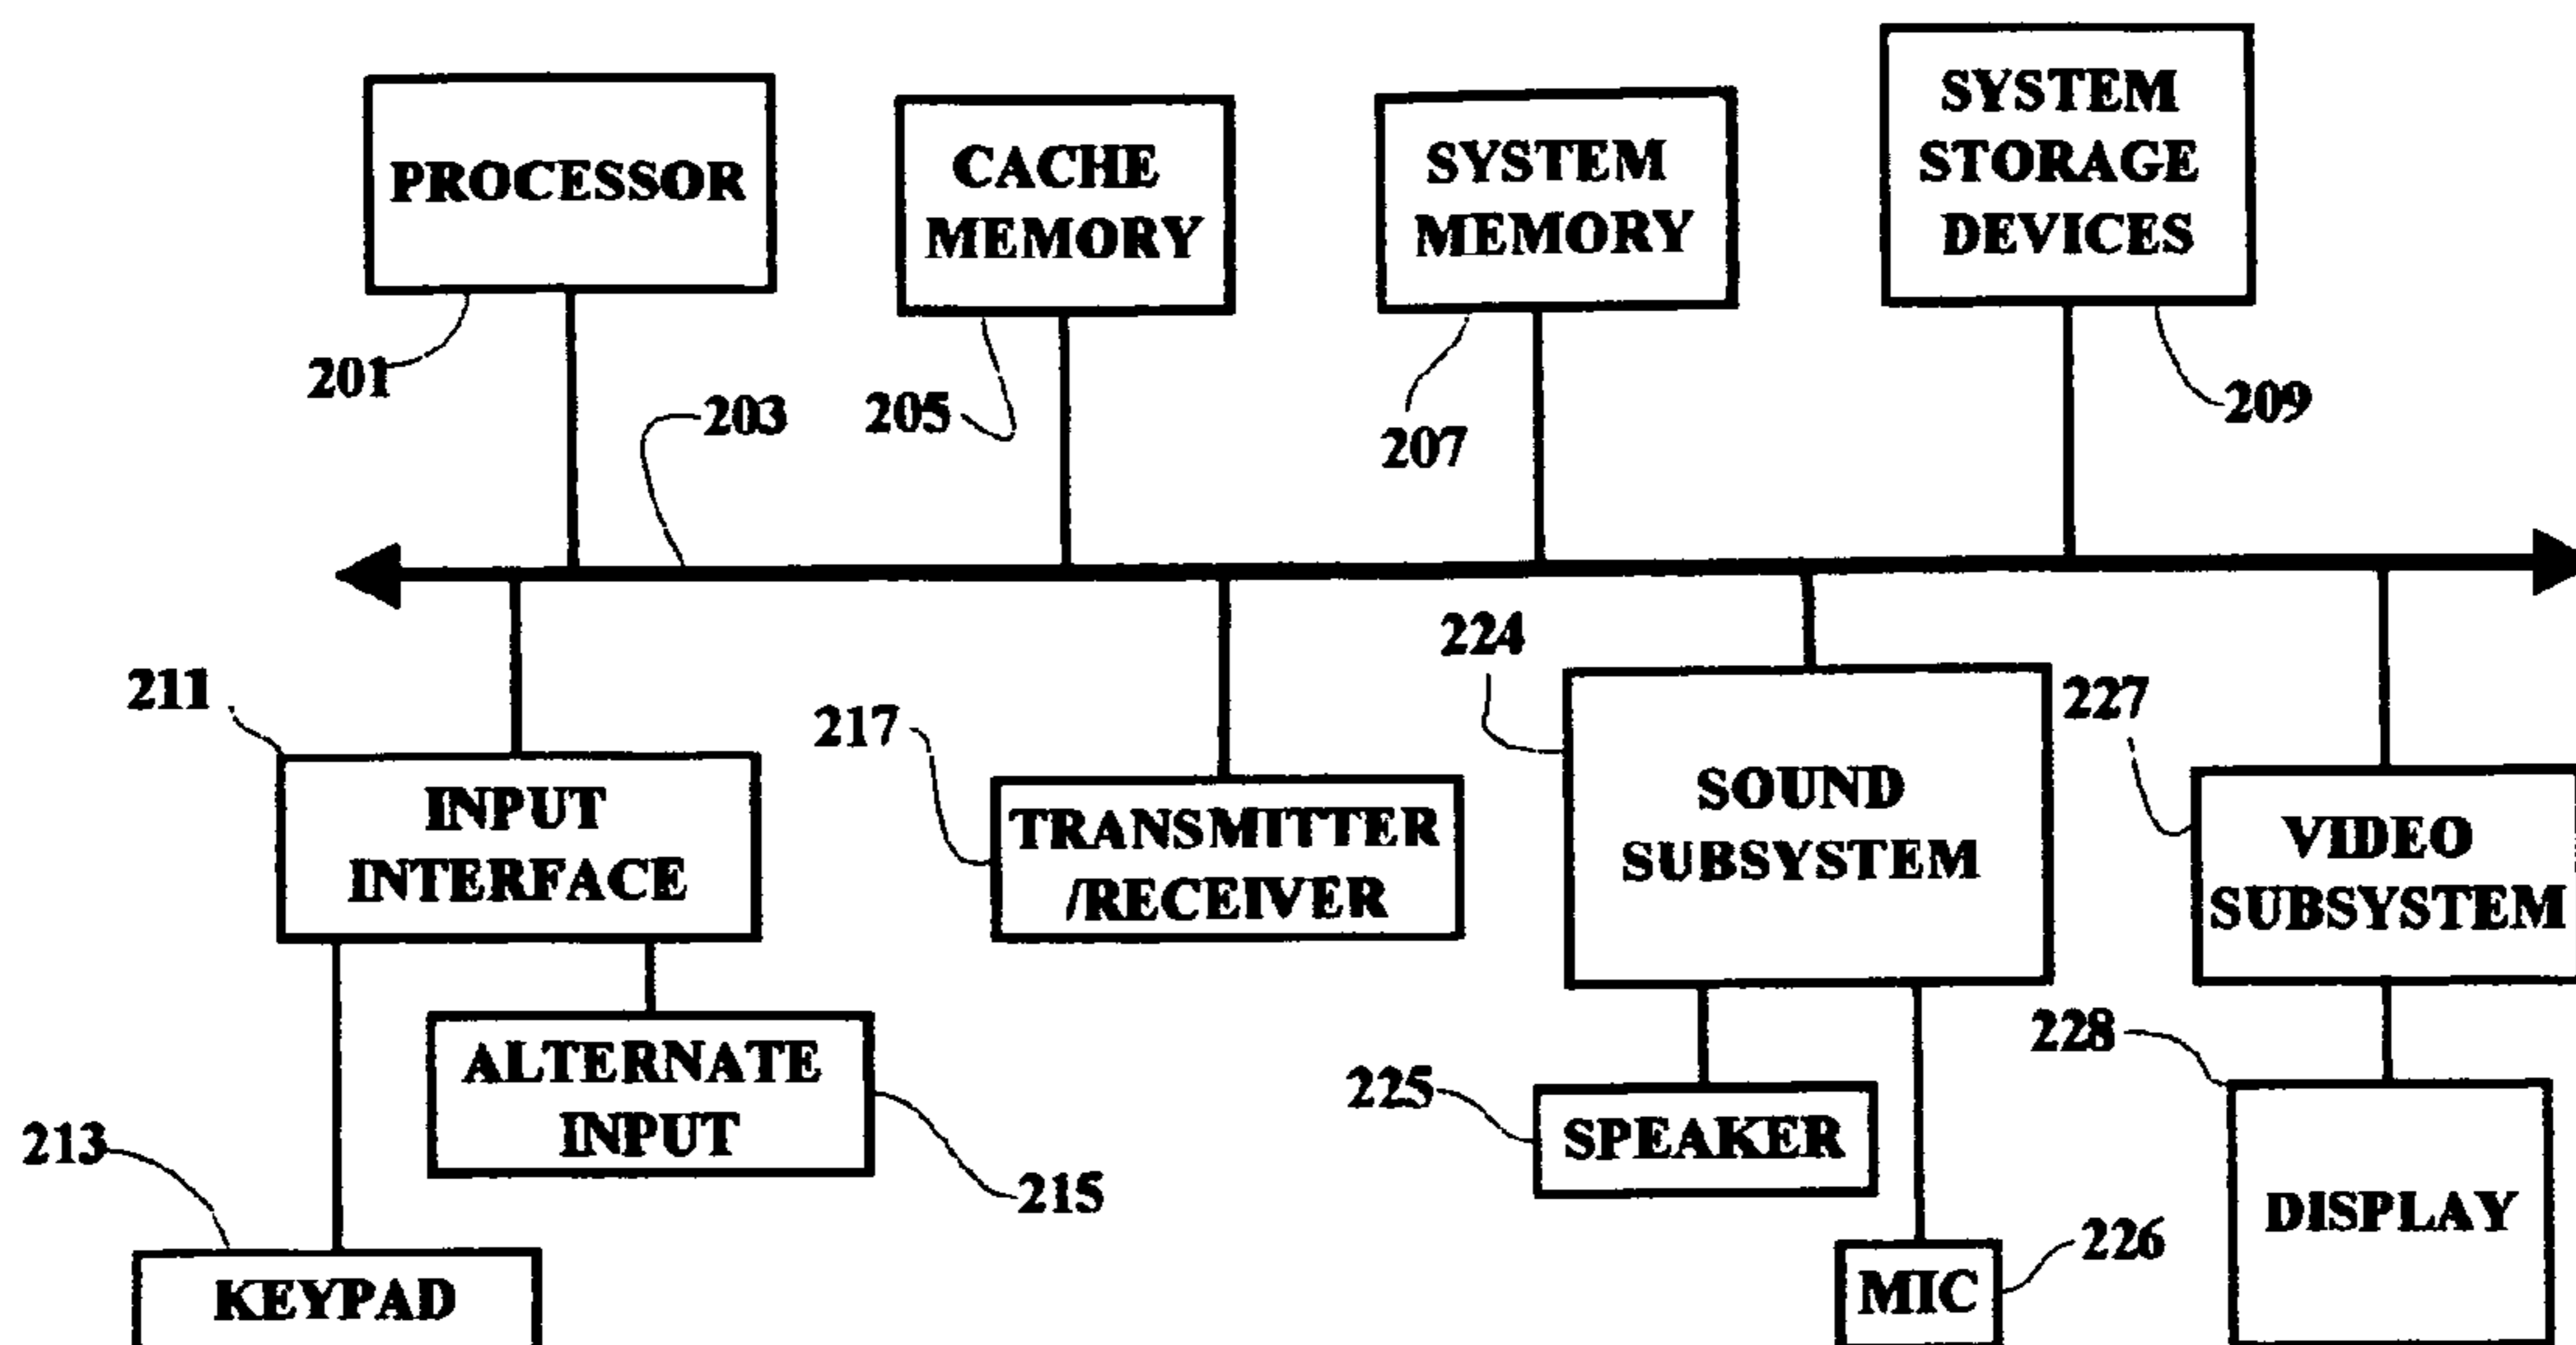 PROCESSOR
201
203
CACHE
MEMORY
205
SYSTEM
MEMORY
207
SYSTEM
STORAGE
DEVICES
209
211
INPUT
INTERFACE
217
TRANSMITTER
/RECEIVER
224
SOUND
SUBSYSTEM
227
VIDEO
SUBSYSTEM
213
KEYPAD
ALTERNATE
INPUT
215
225
SPEAKER
MIC
226
228
DISPLAY